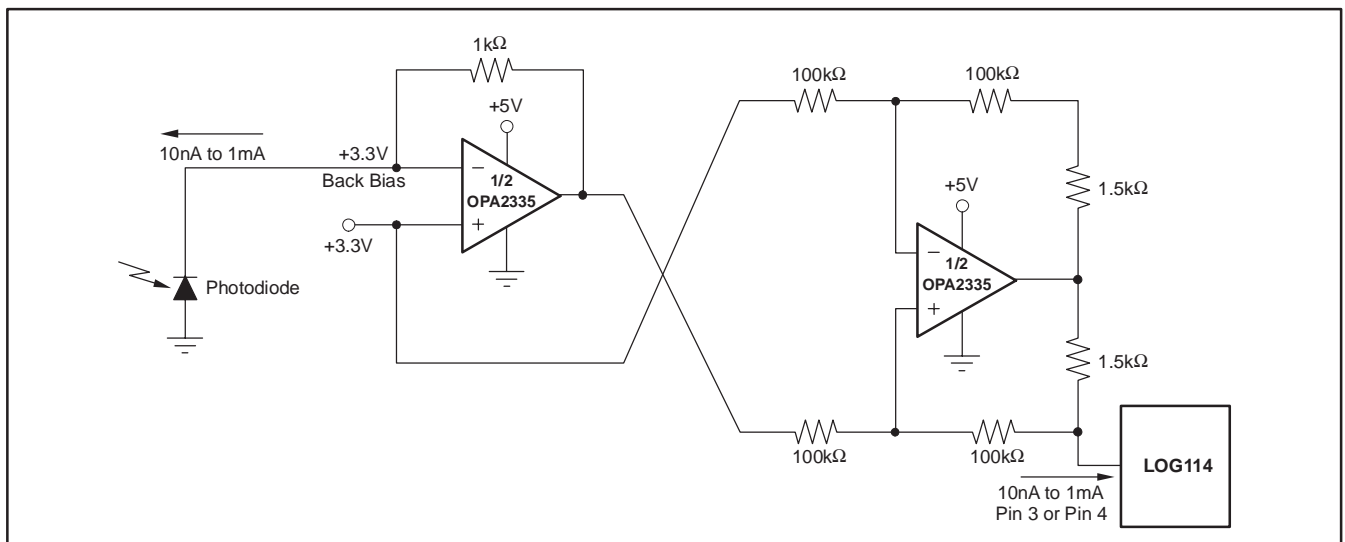 1kΩ
+5V
10nA to 1mA
+3.3V
Back Bias
−
1/2
OPA2335
+
+3.3V
Photodiode
100kΩ
100kΩ
1.5kΩ
+5V
−
1/2
OPA2335
+
1.5kΩ
100kΩ
100kΩ
LOG114
10nA to 1mA
Pin 3 or Pin 4